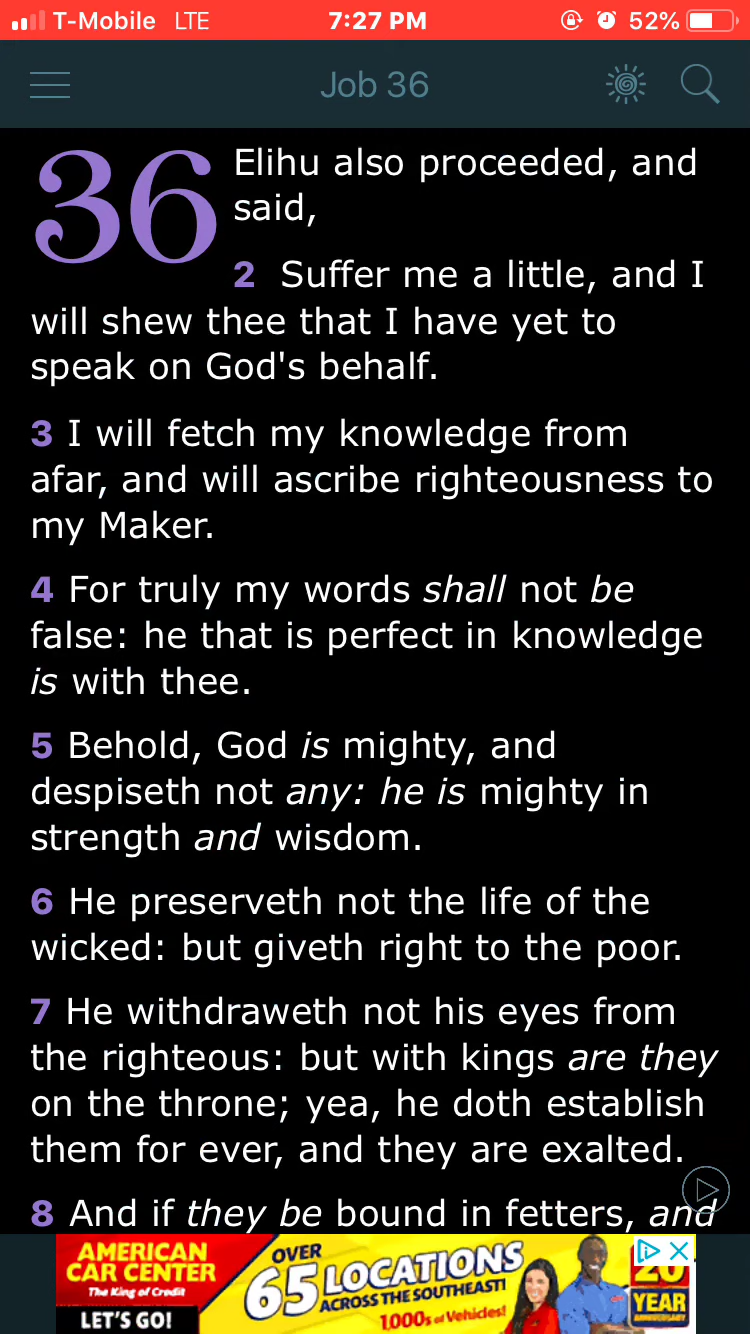 T-Mobile LTE 7:27 PM 52%
Job 36
36 Elihu also proceeded, and
said,
2 Suffer me a little, and I
will shew thee that I have yet to
speak on God's behalf.
3 I will fetch my knowledge from
afar, and will ascribe righteousness to
my Maker.
4 For truly my words shall not be
false: he that is perfect in knowledge
is with thee.
5 Behold, God is mighty, and
despiseth not any: he is mighty in
strength and wisdom.
6 He preserveth not the life of the
wicked: but giveth right to the poor.
7 He withdraweth not his eyes from
the righteous: but with kings are they
on the throne; yea, he doth establish
them for ever, and they are exalted.
8 And if they be bound in fetters, and
AMERICAN
CAR CENTER
The King of Credit
LET'S GO!
OVER
65 LOCATIONS
ACROSS THE SOUTHEAST!
1,000s of Vehicles!
20
YEAR
ANNIVERSARY